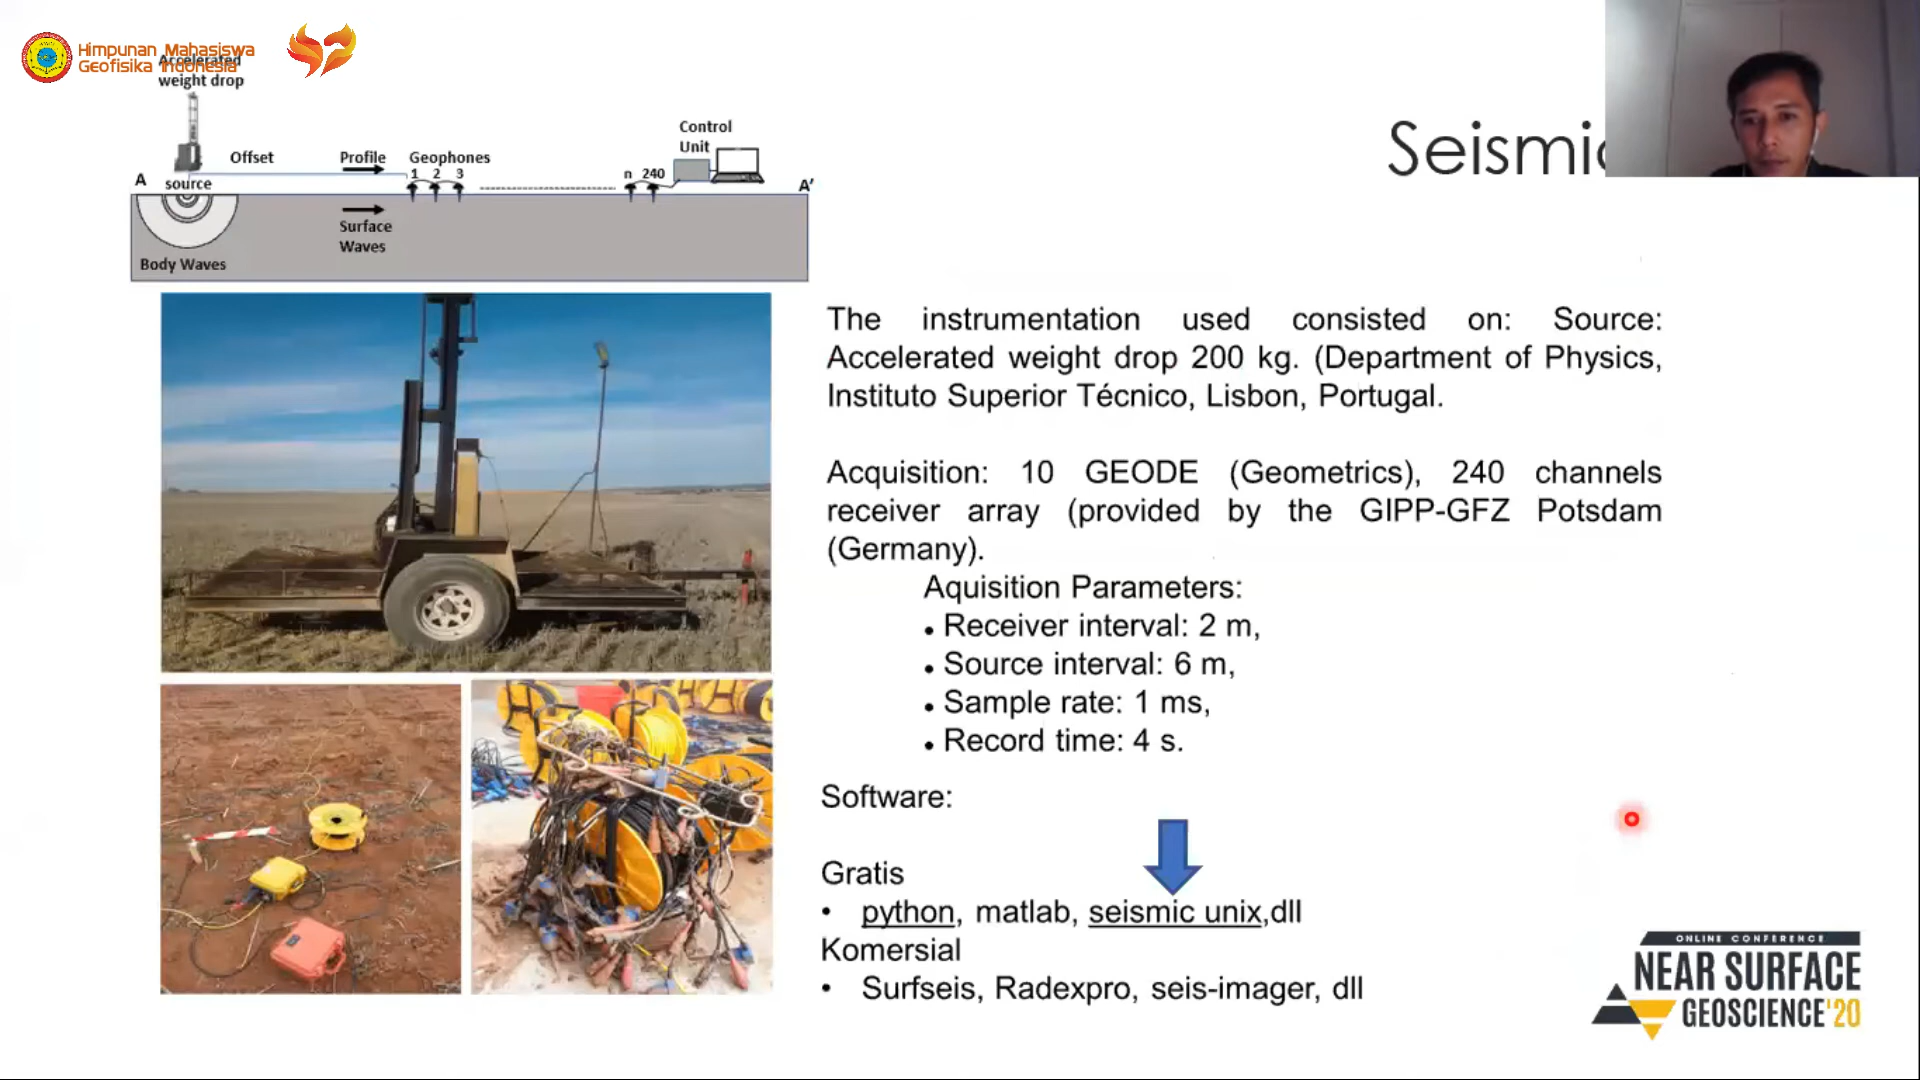 Himpunan Mahasiswa
Geofisika Indonesia
Accelerated
weight drop
Control
Unit
Offset
Profile
Geophones
1 2 3
n 240
A
source
A'
Surface
Waves
Body Waves
Seismic
The instrumentation used consisted on: Source:
Accelerated weight drop 200 kg. (Department of Physics,
Instituto Superior Técnico, Lisbon, Portugal.
Acquisition: 10 GEODE (Geometrics), 240 channels
receiver array (provided by the GIPP-GFZ Potsdam
(Germany).
Aquisition Parameters:
• Receiver interval: 2 m,
• Source interval: 6 m,
• Sample rate: 1 ms,
• Record time: 4 s.
Software:
Gratis
• python, matlab, seismic unix,dll
Komersial
• Surfseis, Radexpro, seis-imager, dll
ONLINE CONFERENCE
NEAR SURFACE
GEOSCIENCE'20